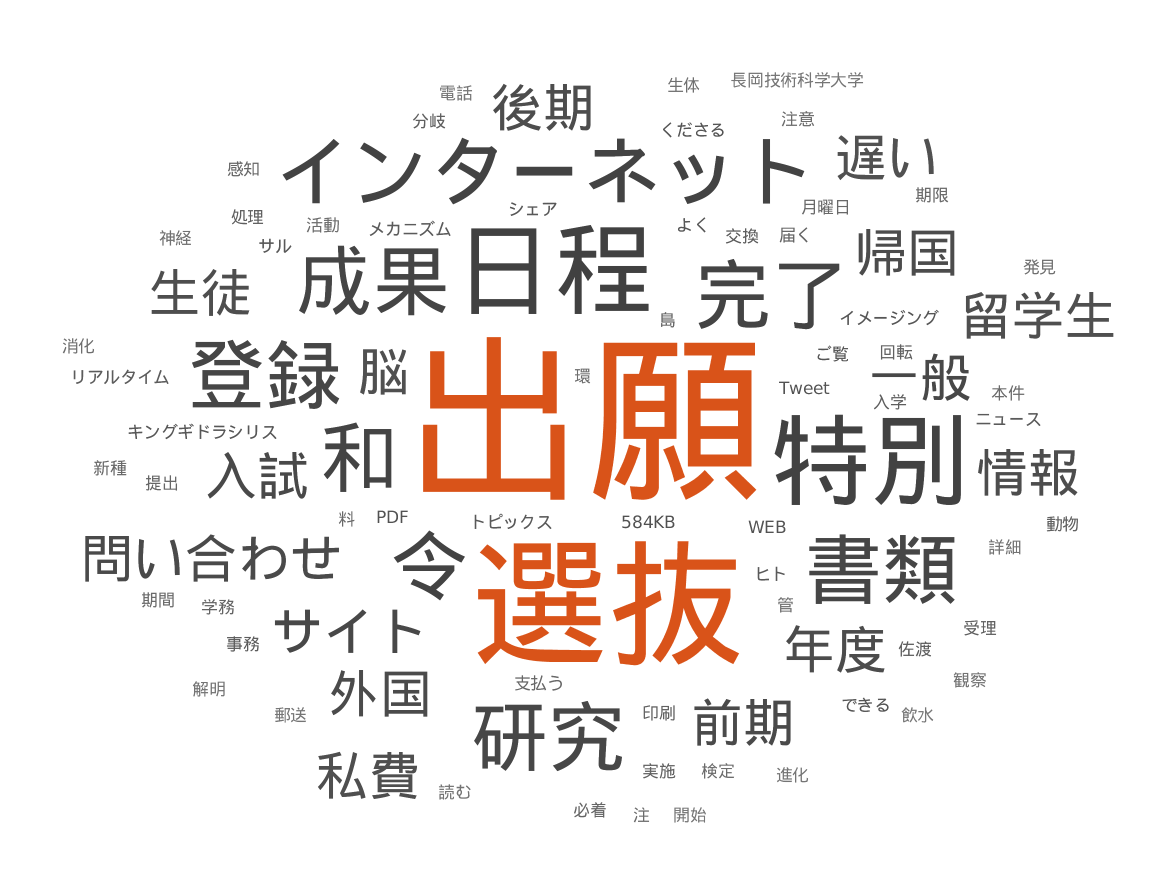 生体
長岡技術科学大学
電話
後期
分岐
くださる
注意
インターネット
遅い
感知
期限
処理
シェア
月曜日
活動
メカニズム
よく
交換
届く
神経
サル
成果
日程
完了
帰国
発見
生徒
島
イメージング
留学生
消化
登録
脳
出願
ご覧
回転
リアルタイム
環
Tweet
一般
本件
入学
キングギドラシリス
和
特別
ニュース
新種
提出
入試
情報
料
PDF
トピックス
584KB
WEB
動物
問い合わせ
令
選抜
書類
詳細
ヒト
期間
学務
管
サイト
事務
年度
佐渡
受理
解明
外国
支払う
観察
郵送
研究
印刷
前期
できる
飲水
私費
読む
実施
検定
進化
必着
注
開始